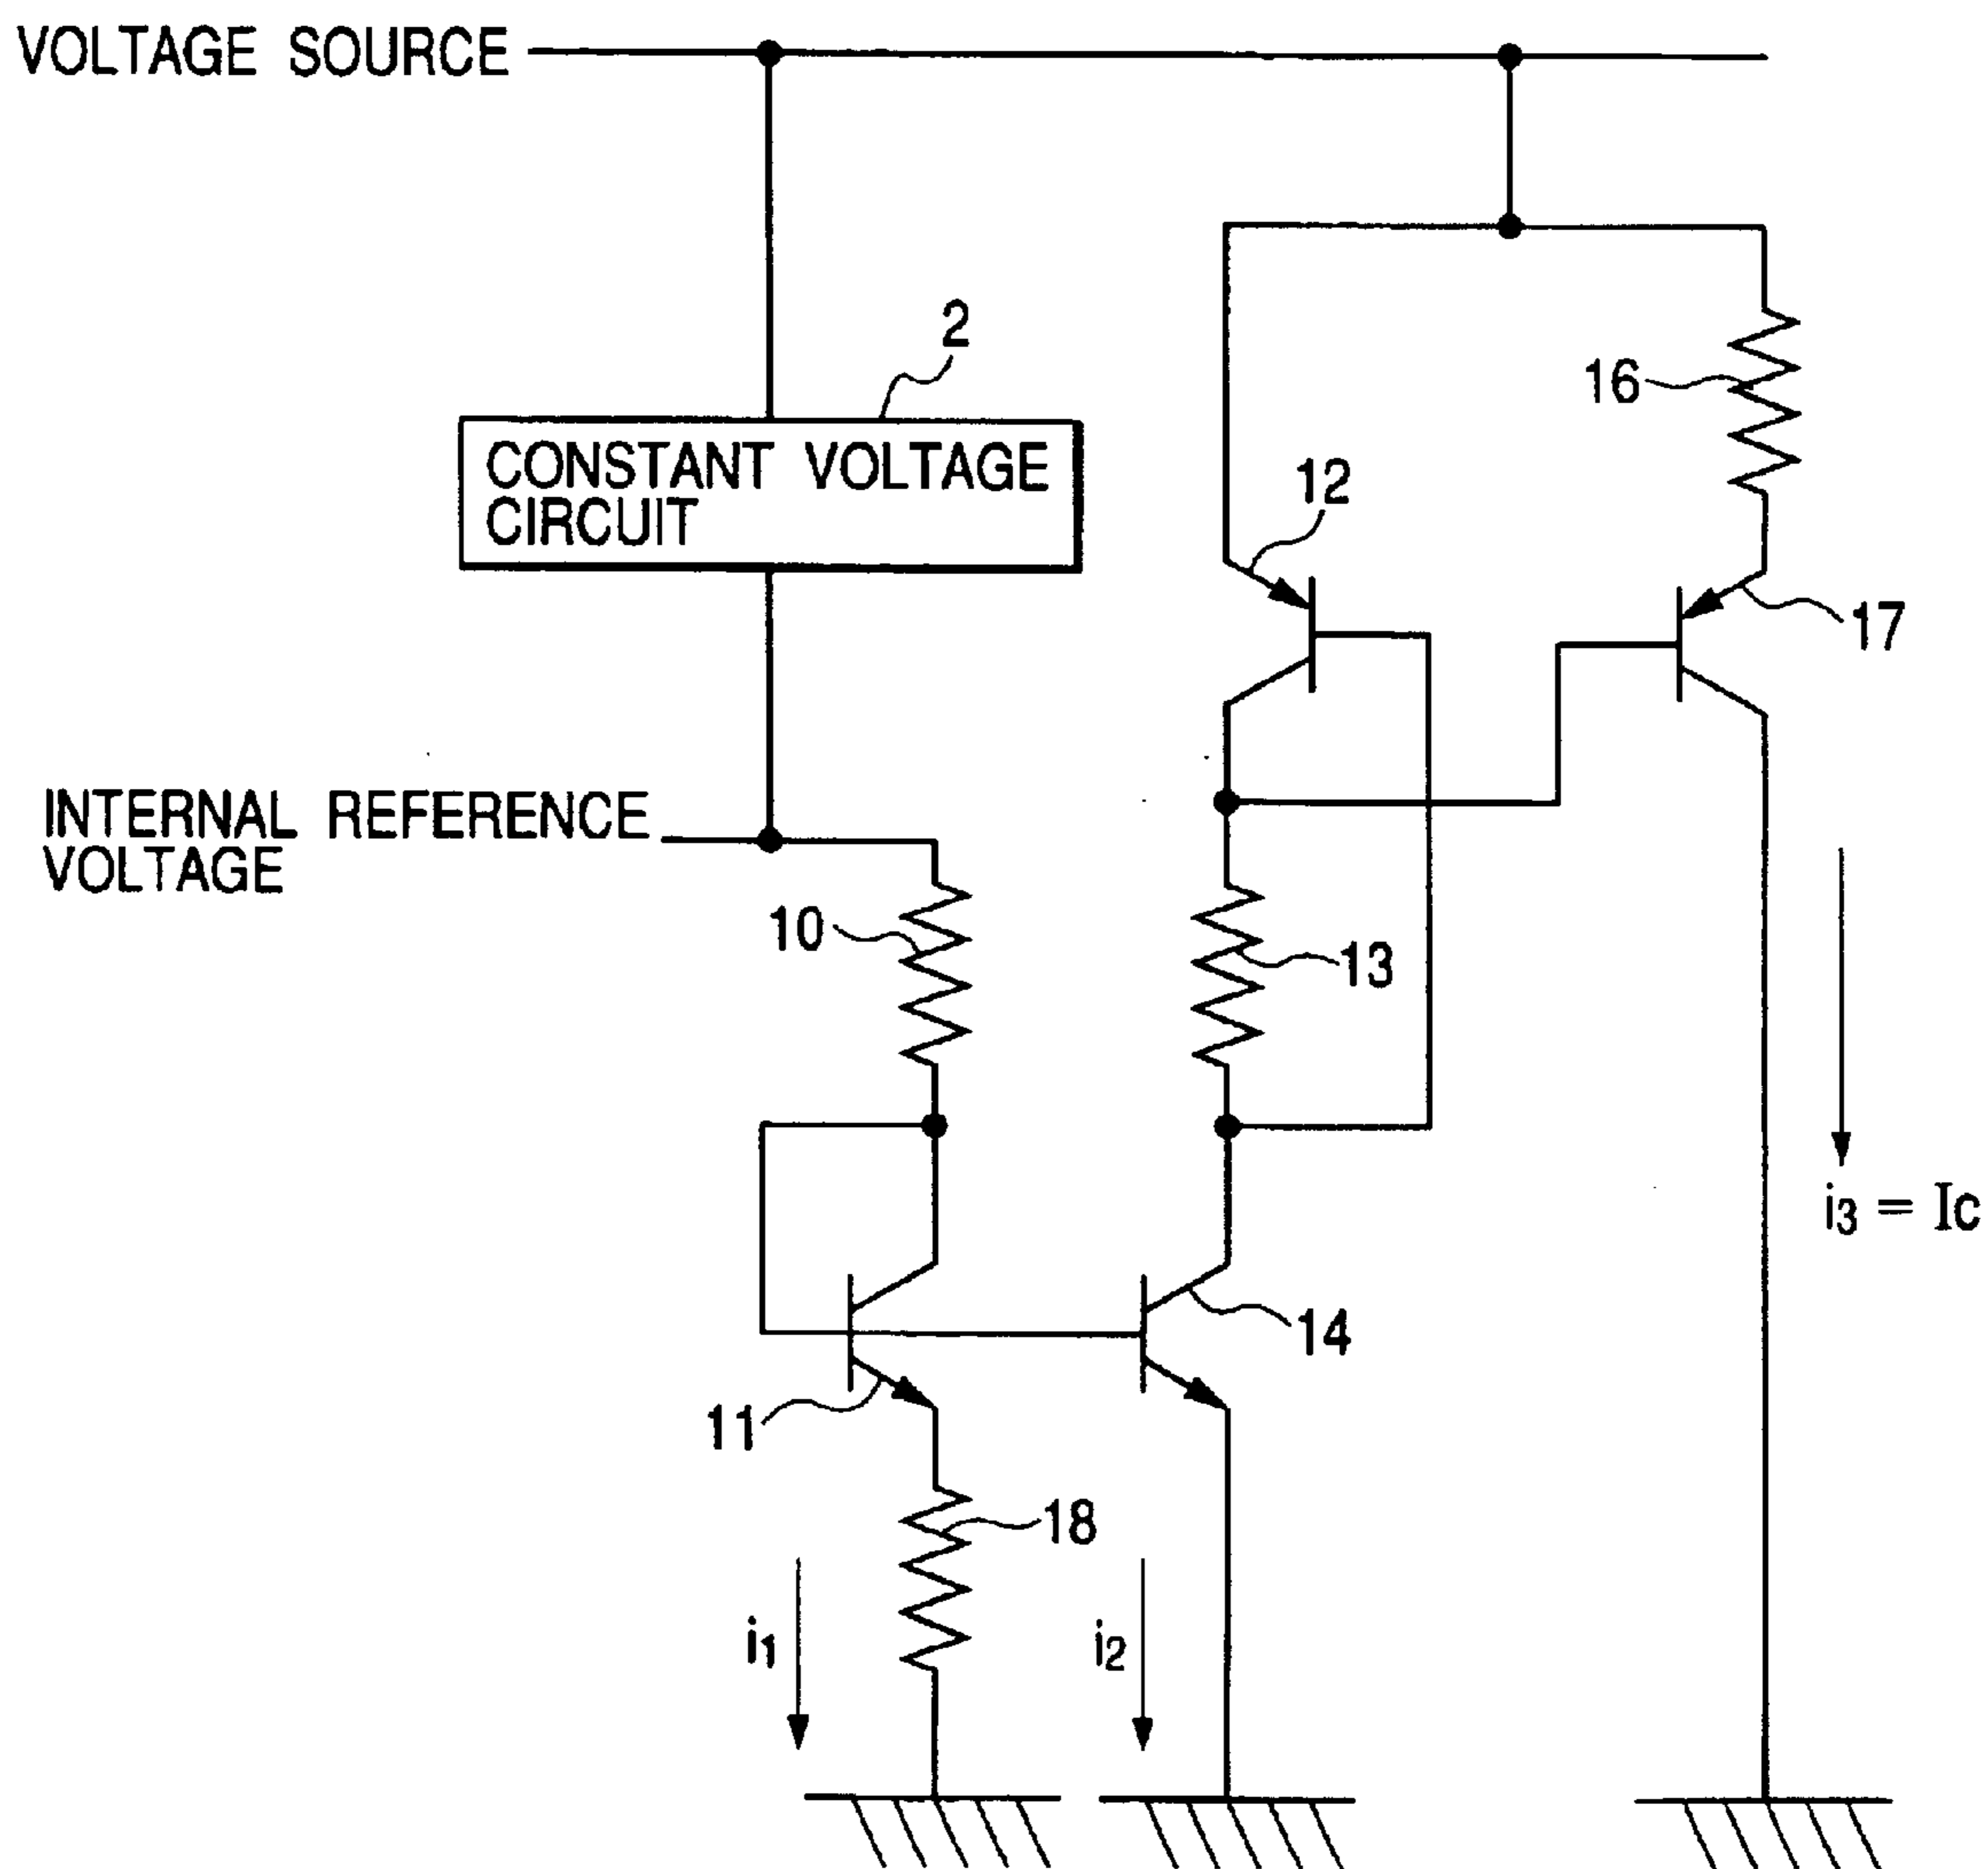 VOLTAGE SOURCE
2
CONSTANT VOLTAGE
CIRCUIT
16
12
17
INTERNAL REFERENCE
VOLTAGE
10
13
i3 = Ic
14
11
18
i1
i2